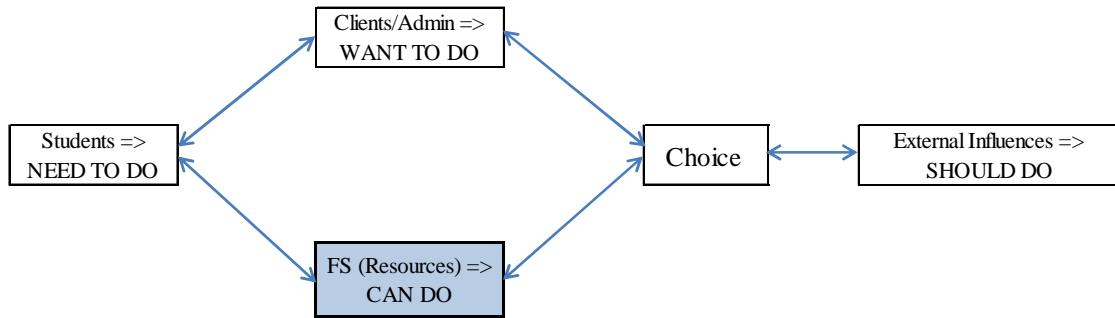 Clients/Admin =>
WANT TO DO
Students =>
NEED TO DO
Choice
External Influences =>
SHOULD DO
FS (Resources) =>
CAN DO